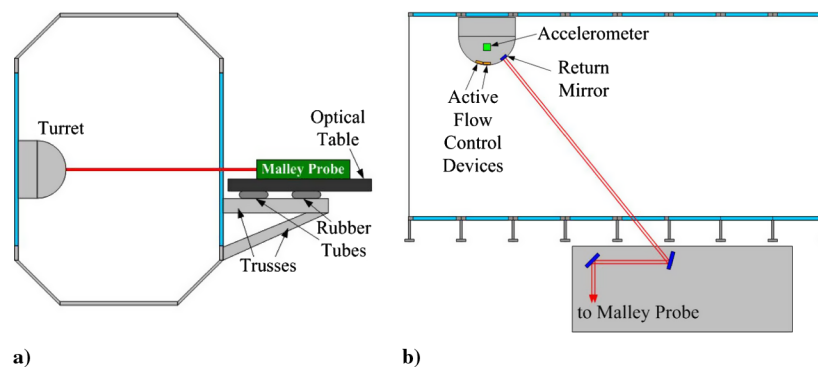 Turret
Optical
Table
Malley Probe
Rubber
Tubes
Trusses
a)
Accelerometer
Return
Mirror
Active
Flow
Control
Devices
to Malley Probe
b)